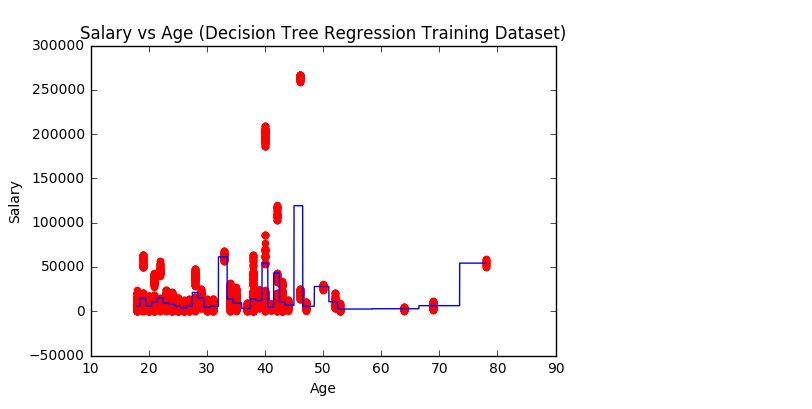 Salary vs Age (Decision Tree Regression Training Dataset)
300000
250000
200000
150000
100000
50000
0
−50000
Salary
10 20 30 40 50 60 70 80 90
Age